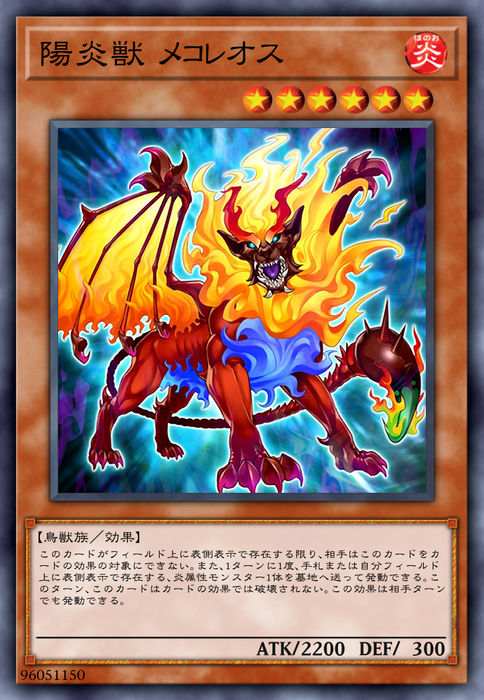 陽炎獣 メコレオス
ほのお
炎
【鳥獣族／効果】
このカードがフィールド上に表側表示で存在する限り、相手はこのカードをカ
ードの効果の対象にできない。また、1ターンに1度、手札または自分フィールド
上に表側表示で存在する、炎属性モンスター1体を墓地へ送って発動できる。こ
のターン、このカードはカードの効果では破壊されない。この効果は相手ターン
でも発動できる。
ATK/2200 DEF/ 300
96051150